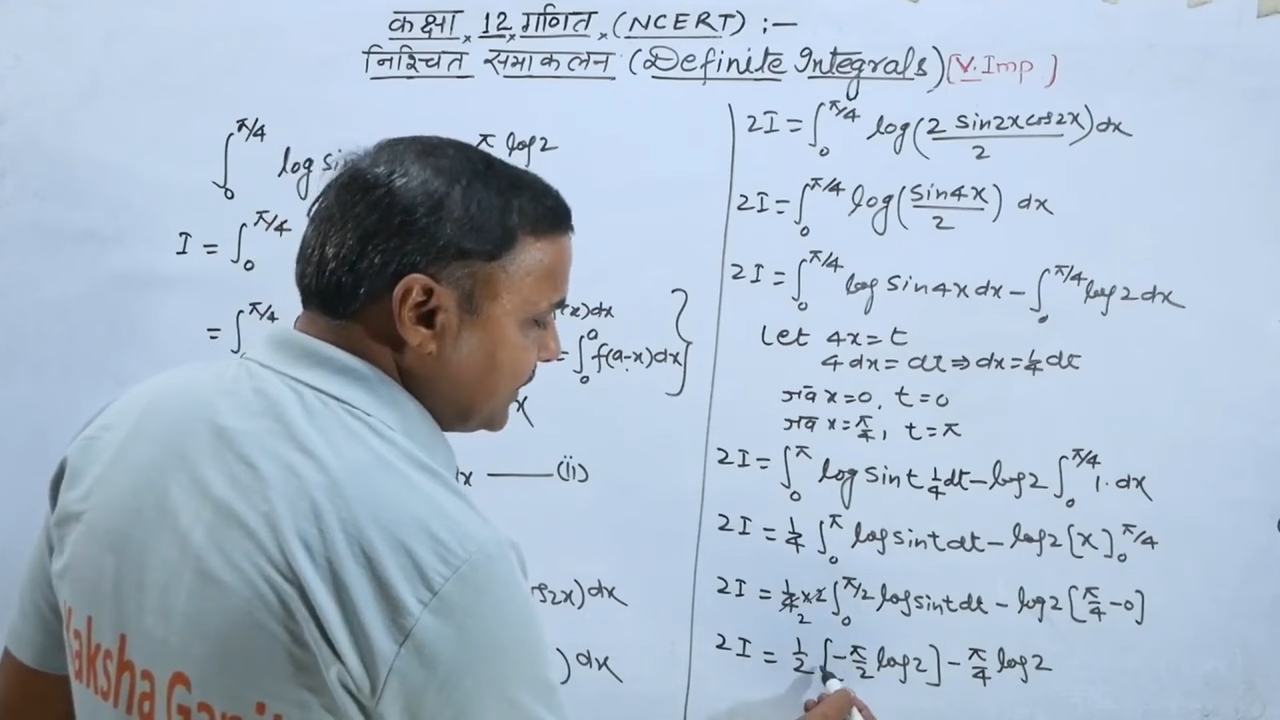 कक्षा 12 गणित (NCERT) :—
निश्चित समाकलन (Definite Integrals) [V. Imp]
∫₀^{π/4} log π log2
I = ∫₀^{π/4}
= ∫₀^{π/4} x)dx
= ∫₀^a f(a-x)dx}
x
dx ——— (ii)
2x)dx
)dx
2I = ∫₀^{π/4} log(2 sin2x cos2x / 2) dx
2I = ∫₀^{π/4} log(sin4x / 2) dx
2I = ∫₀^{π/4} log sin4x dx − ∫₀^{π/4} log2 dx
Let 4x = t
4dx = dt ⇒ dx = 1/4 dt
जब x=0, t=0
जब x=π/4, t=π
2I = ∫₀^π log sint 1/4 dt − log2 ∫₀^{π/4} 1. dx
2I = 1/4 ∫₀^π log sint dt − log2 [x]₀^{π/4}
2I = 1/4 × 2 ∫₀^{π/2} log sint dt − log2 [π/4 − 0]
2
2I = 1/2 [−π/2 log2] − π/4 log2
Kaksha Gani